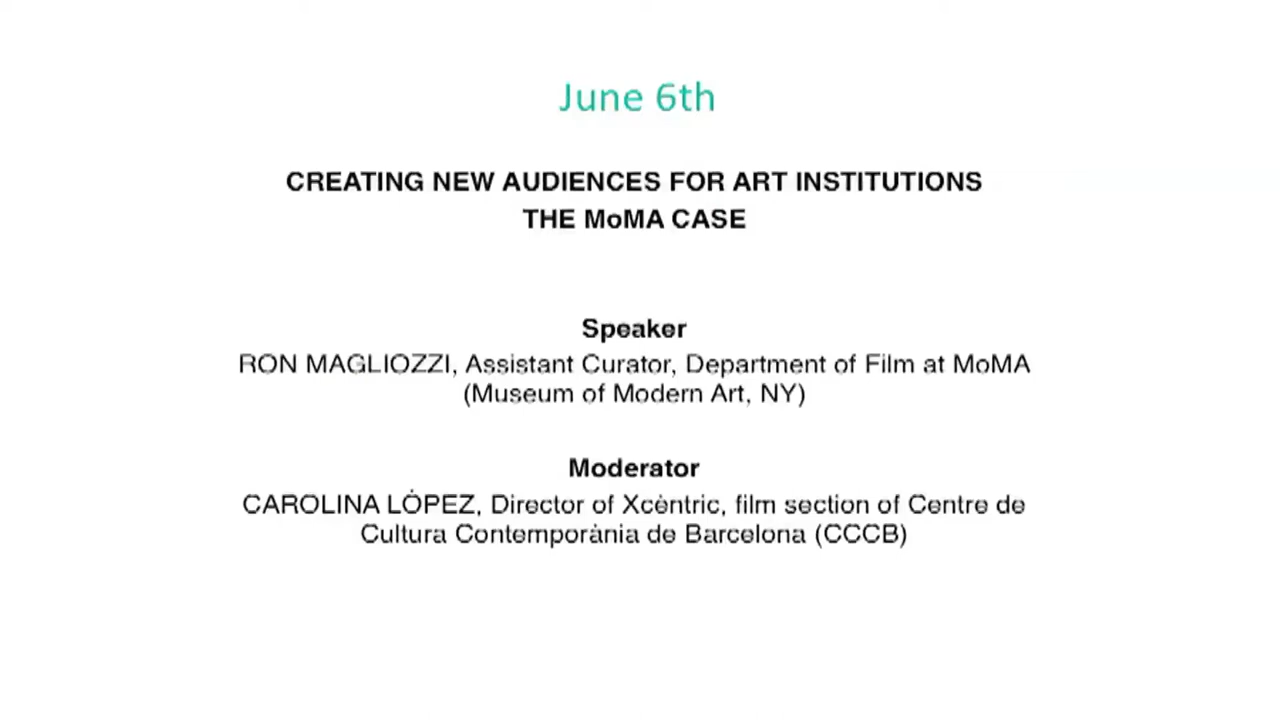 June 6th
CREATING NEW AUDIENCES FOR ART INSTITUTIONS
THE MoMA CASE
Speaker
RON MAGLIOZZI, Assistant Curator, Department of Film at MoMA
(Museum of Modern Art, NY)
Moderator
CAROLINA LÓPEZ, Director of Xcèntric, film section of Centre de
Cultura Contemporània de Barcelona (CCCB)